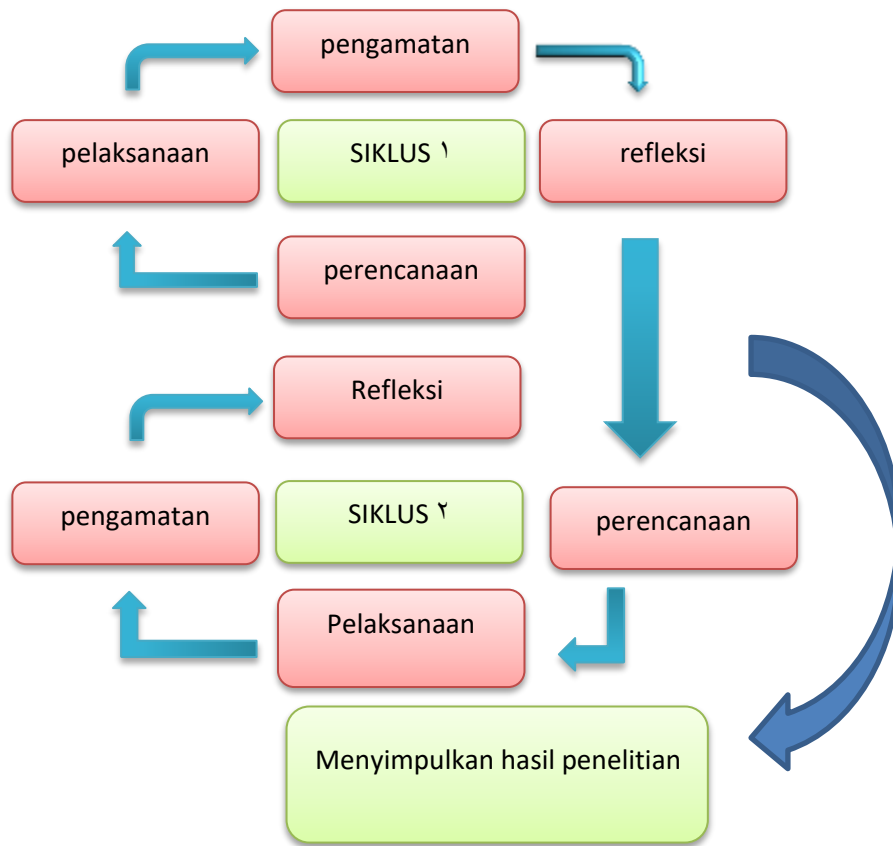 pengamatan
pelaksanaan
SIKLUS ١
refleksi
perencanaan
Refleksi
pengamatan
SIKLUS ٢
perencanaan
Pelaksanaan
Menyimpulkan hasil penelitian